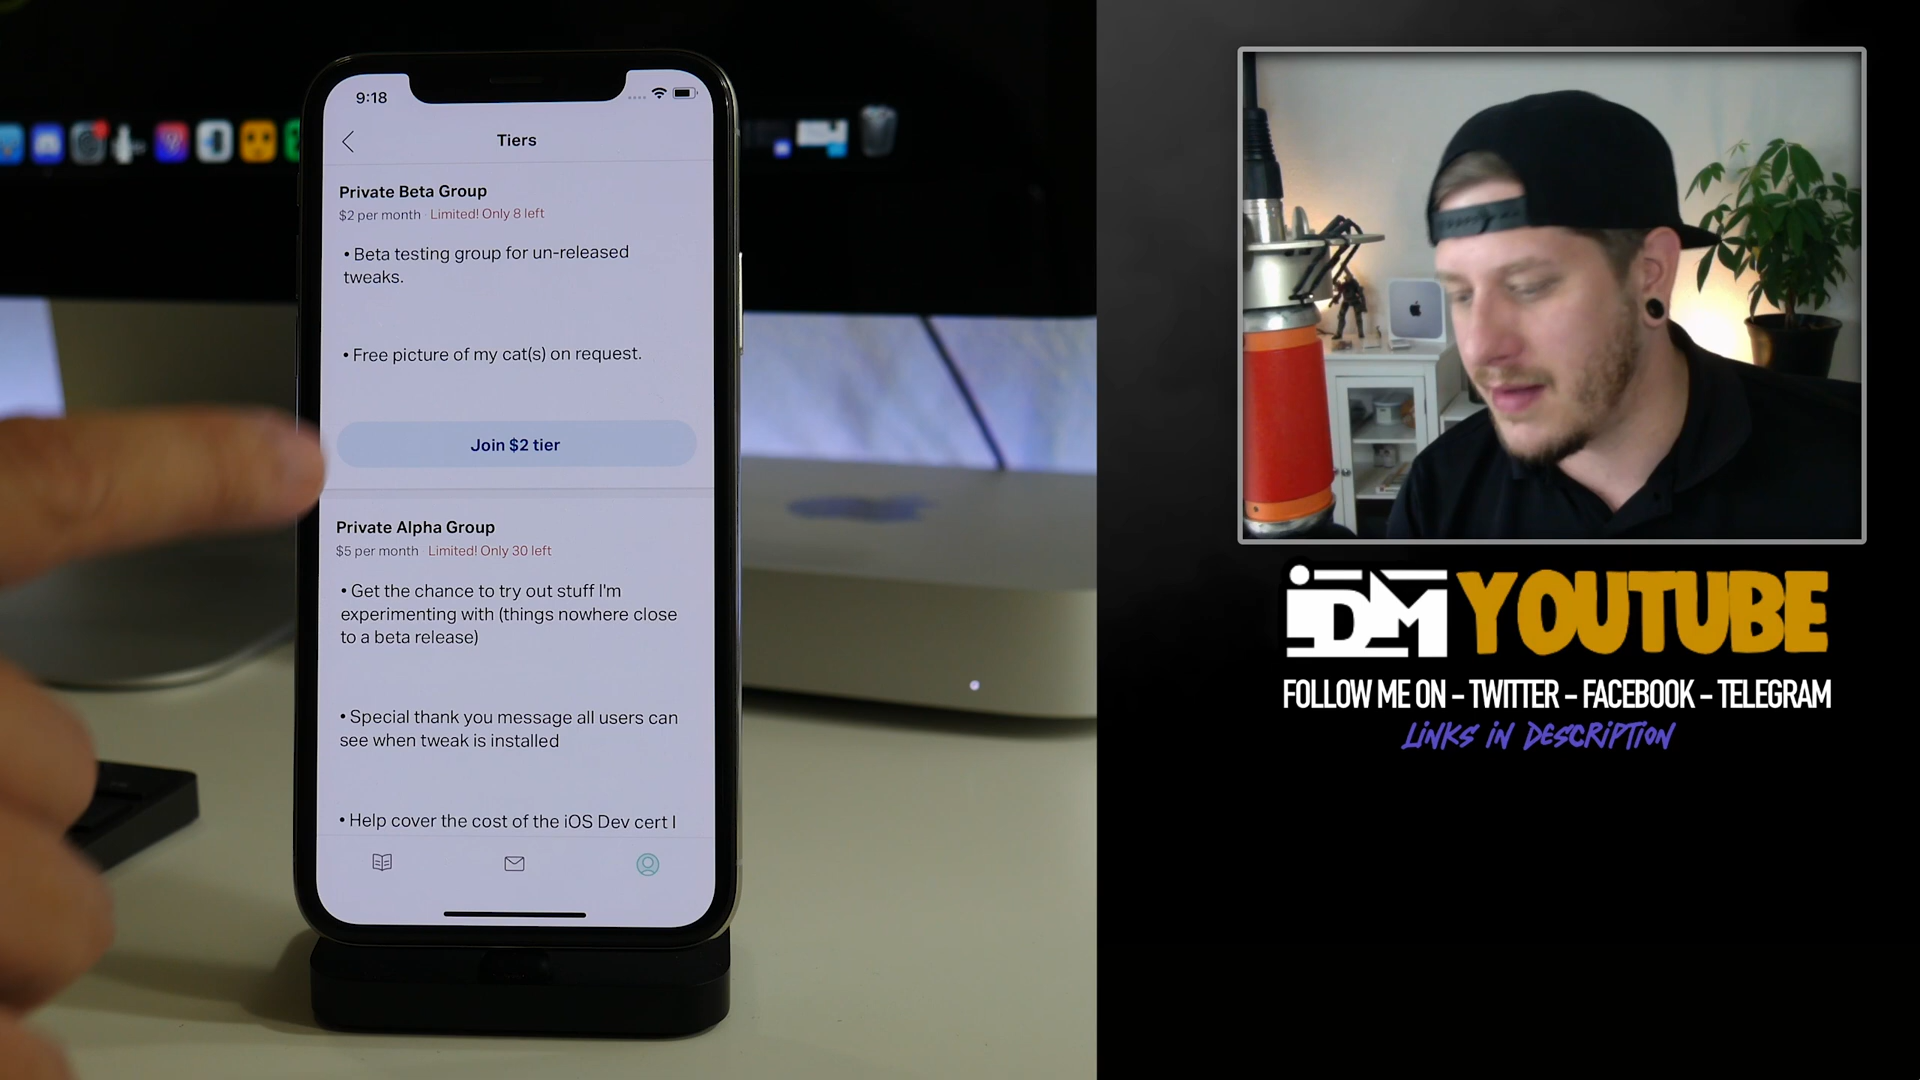 9:18
Tiers
Private Beta Group
$2 per month · Limited! Only 8 left
• Beta testing group for un-released
tweaks.
• Free picture of my cat(s) on request.
Join $2 tier
Private Alpha Group
$5 per month · Limited! Only 30 left
• Get the chance to try out stuff I'm
experimenting with (things nowhere close
to a beta release)
• Special thank you message all users can
see when tweak is installed
• Help cover the cost of the iOS Dev cert I
iDM YOUTUBE
FOLLOW ME ON - TWITTER - FACEBOOK - TELEGRAM
LINKS IN DESCRIPTION